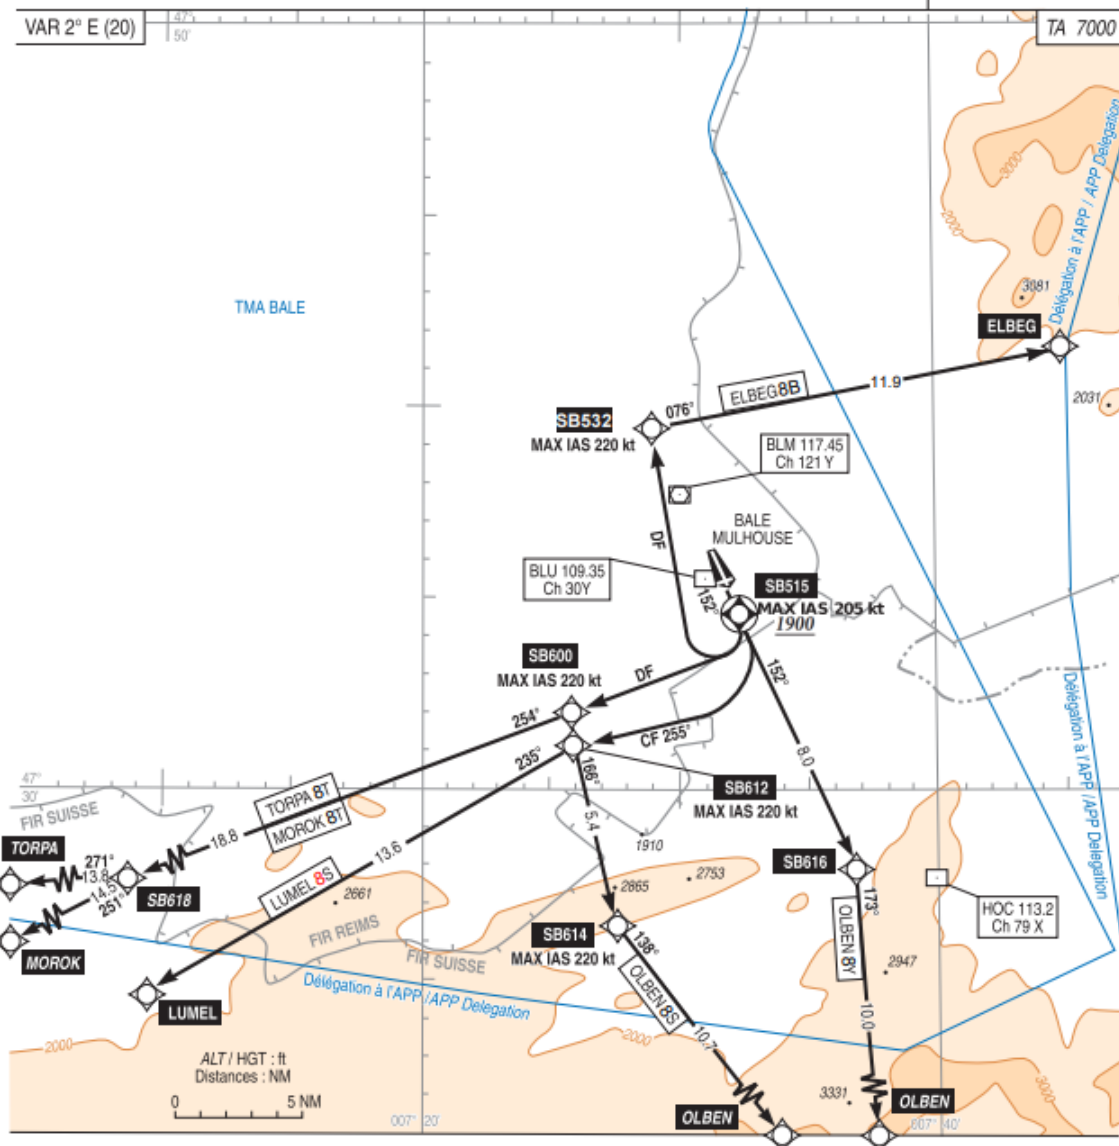 VAR 2° E (20)
47°
50'
TA 7000
3000
2000
Délégation à l'APP / APP Delegation
3081
TMA BALE
ELBEG
11.9
ELBEG 8B
2031
076°
SB532
MAX IAS 220 kt
BLM 117.45
Ch 121 Y
DF
BALE
MULHOUSE
BLU 109.35
Ch 30Y
152°
SB515
MAX IAS 205 kt
1900
SB600
MAX IAS 220 kt
DF
152°
254°
CF 255°
235°
166°
8.0
Délégation à l'APP /APP Delegation
SB612
MAX IAS 220 kt
47°
30'
FIR SUISSE
TORPA 8T
MOROK 8T
18.8
5.4
13.6
1910
TORPA
271°
13.8
14.5
251°
SB618
LUMEL 8S
2661
2865
2753
SB616
173°
HOC 113.2
Ch 79 X
MOROK
FIR REIMS
FIR SUISSE
SB614
MAX IAS 220 kt
138°
OLBEN 8Y
2947
LUMEL
Délégation à l'APP /APP Delegation
OLBEN 8S
10.0
2000
2000
10.7
ALT / HGT : ft
Distances : NM
0 5 NM
3331
3000
OLBEN
OLBEN
007° 20'
007° 40'